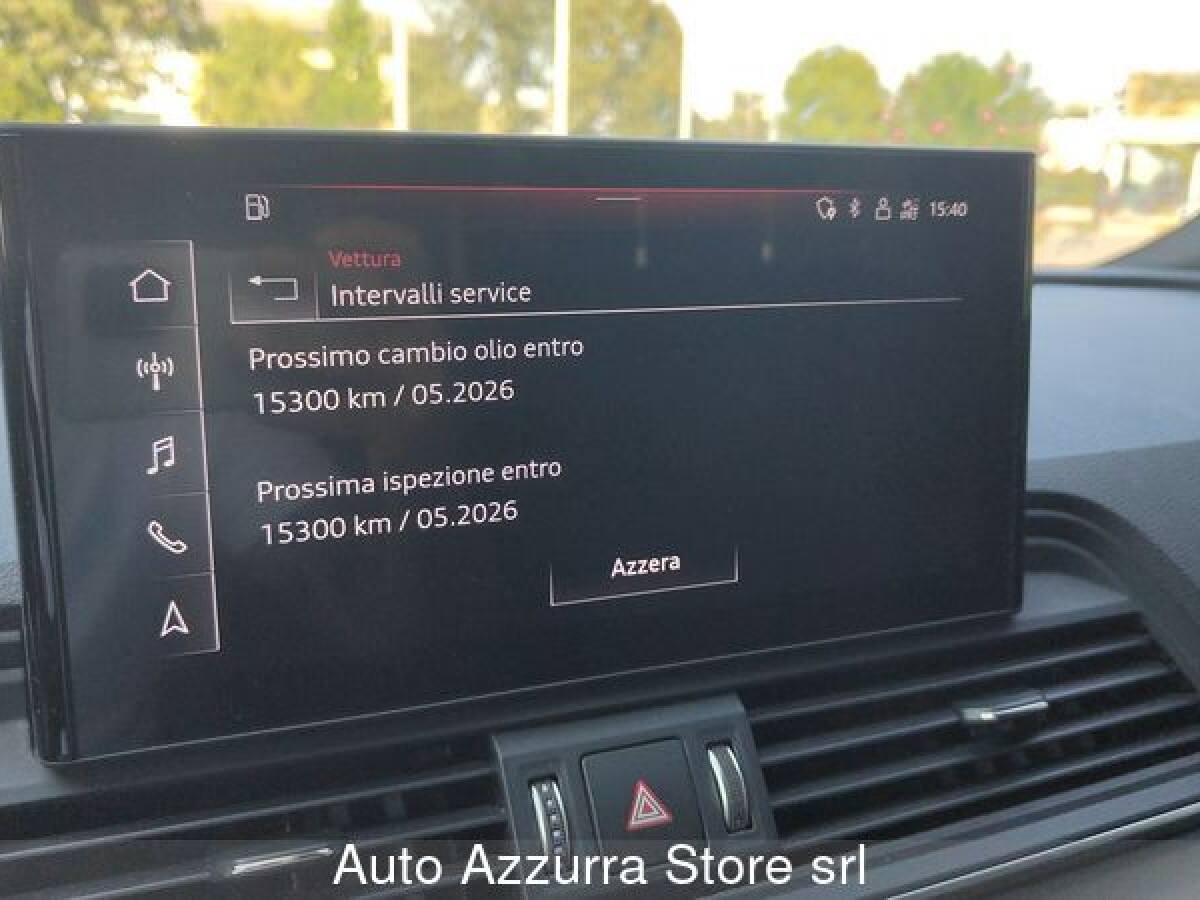 15:40
Vettura
Intervalli service
Prossimo cambio olio entro
15300 km / 05.2026
Prossima ispezione entro
15300 km / 05.2026
Azzera
Auto Azzurra Store srl